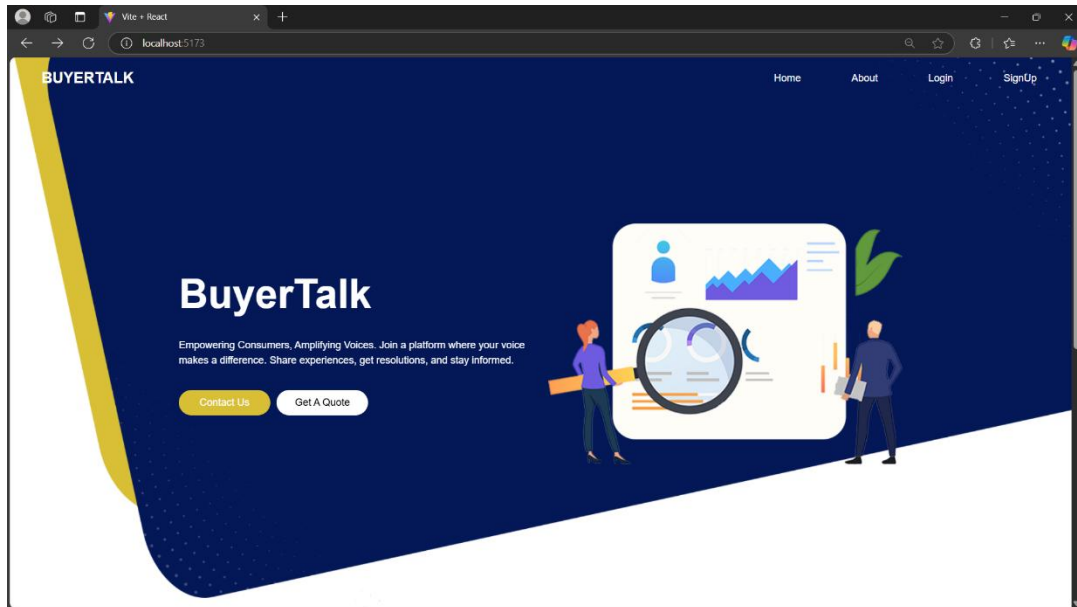 Vite + React
localhost:5173
BUYERTALK
Home About Login SignUp
BuyerTalk
Empowering Consumers, Amplifying Voices. Join a platform where your voice
makes a difference. Share experiences, get resolutions, and stay informed.
Contact Us Get A Quote